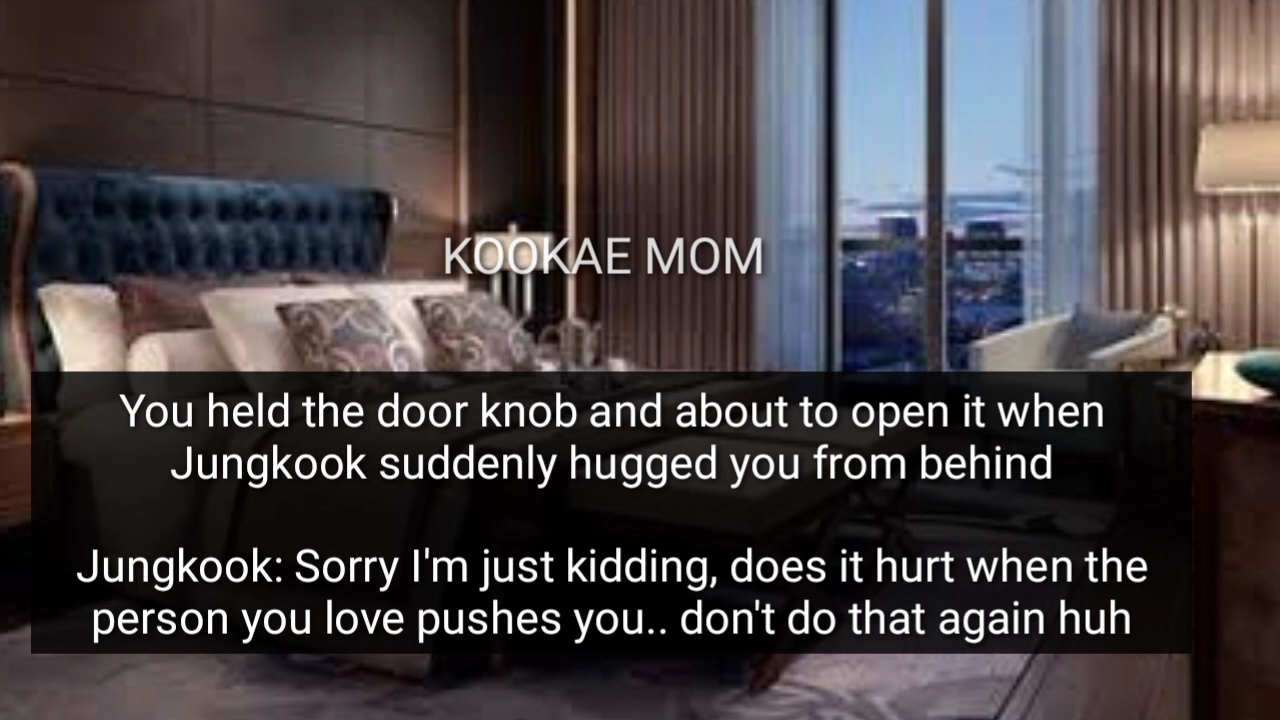 KOOKAE MOM
You held the door knob and about to open it when
Jungkook suddenly hugged you from behind
Jungkook: Sorry I'm just kidding, does it hurt when the
person you love pushes you.. don't do that again huh